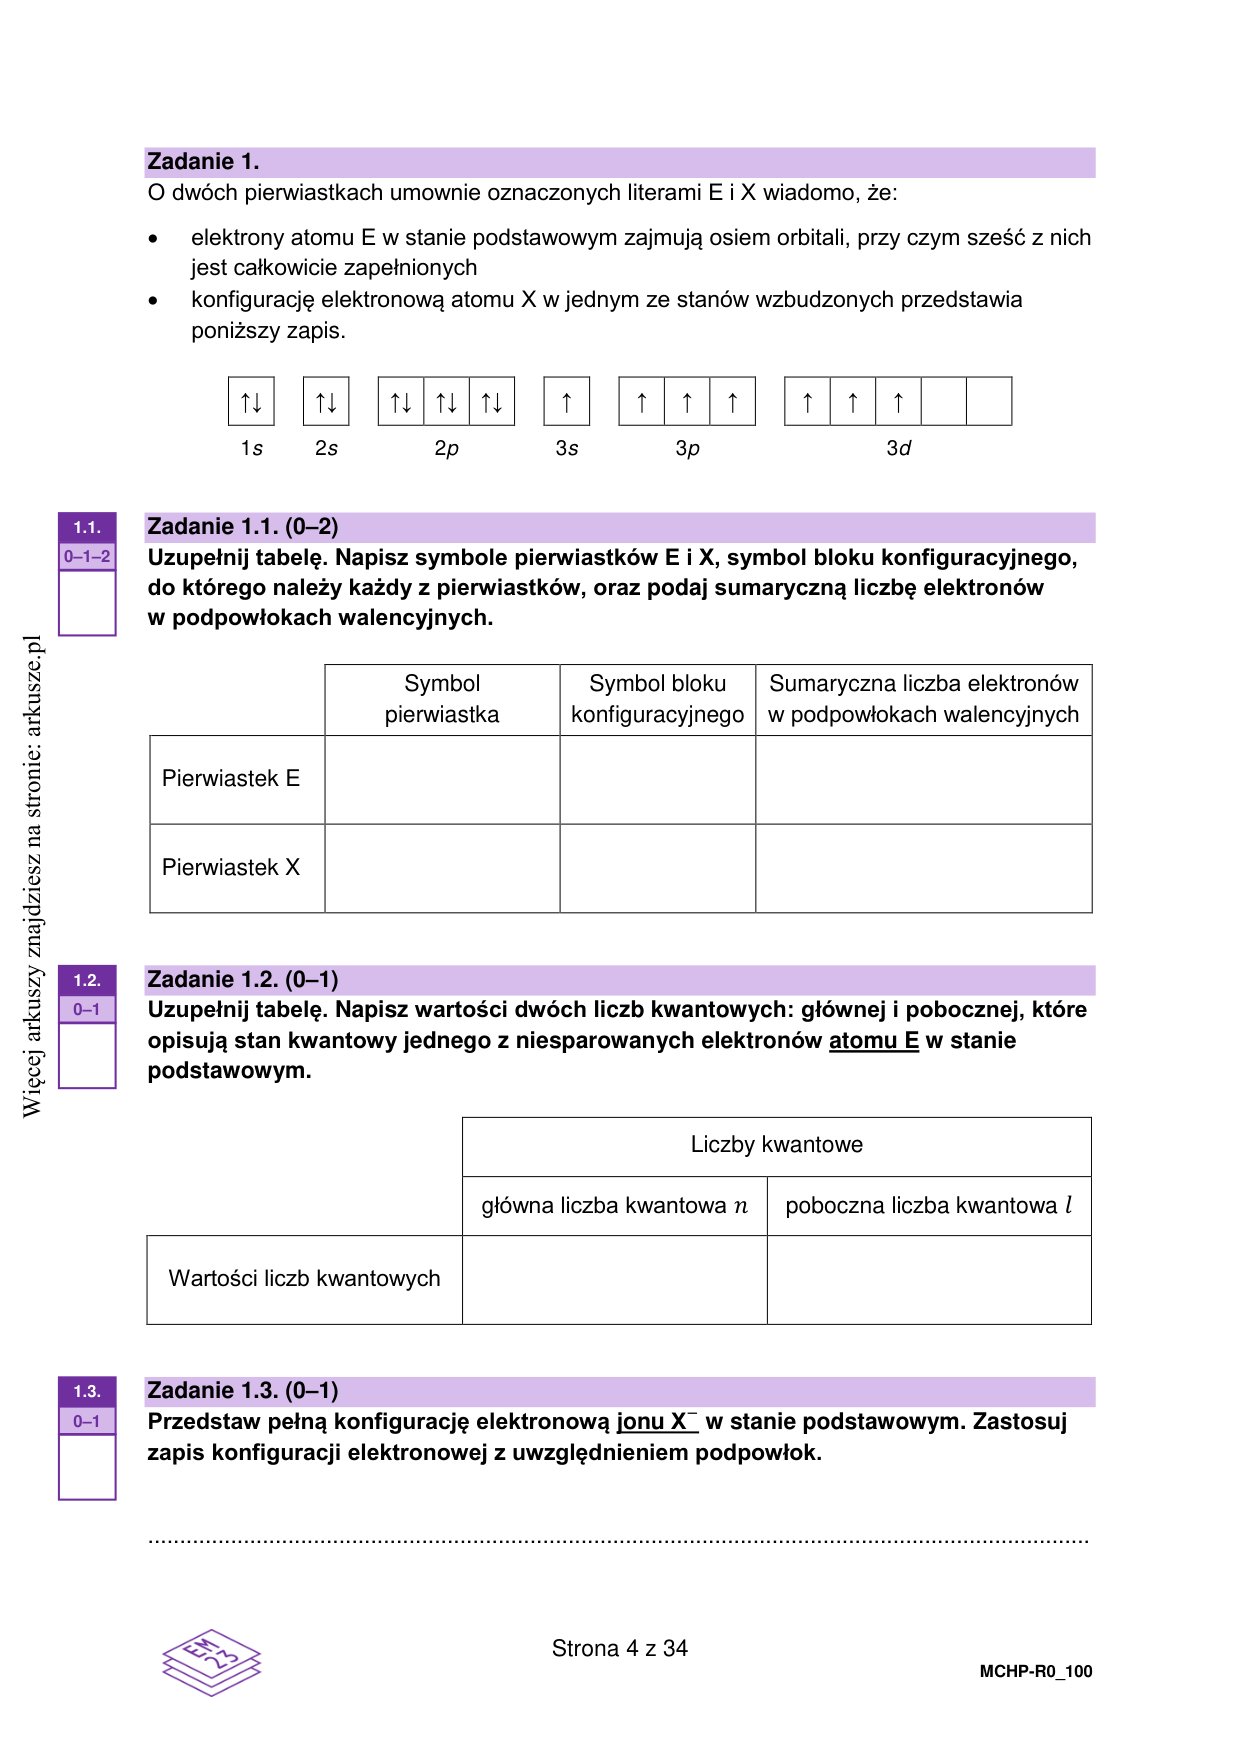 Zadanie 1.
O dwóch pierwiastkach umownie oznaczonych literami E i X wiadomo, że:
• elektrony atomu E w stanie podstawowym zajmują osiem orbitali, przy czym sześć z nich
jest całkowicie zapełnionych
• konfigurację elektronową atomu X w jednym ze stanów wzbudzonych przedstawia
poniższy zapis.
↑↓ ↑↓ ↑↓ ↑↓ ↑↓ ↑ ↑ ↑ ↑ ↑ ↑ ↑
1s 2s 2p 3s 3p 3d
1.1.
0–1–2
Zadanie 1.1. (0–2)
Uzupełnij tabelę. Napisz symbole pierwiastków E i X, symbol bloku konfiguracyjnego,
do którego należy każdy z pierwiastków, oraz podaj sumaryczną liczbę elektronów
w podpowłokach walencyjnych.
Symbol
pierwiastka
Symbol bloku
konfiguracyjnego
Sumaryczna liczba elektronów
w podpowłokach walencyjnych
Pierwiastek E
Pierwiastek X
1.2.
0–1
Zadanie 1.2. (0–1)
Uzupełnij tabelę. Napisz wartości dwóch liczb kwantowych: głównej i pobocznej, które
opisują stan kwantowy jednego z niesparowanych elektronów atomu E w stanie
podstawowym.
Liczby kwantowe
główna liczba kwantowa n
poboczna liczba kwantowa l
Wartości liczb kwantowych
1.3.
0–1
Zadanie 1.3. (0–1)
Przedstaw pełną konfigurację elektronową jonu X⁻ w stanie podstawowym. Zastosuj
zapis konfiguracji elektronowej z uwzględnieniem podpowłok.
....................................................................................................................................................
EM
23
Strona 4 z 34
MCHP-R0_100
Więcej arkuszy znajdziesz na stronie: arkusze.pl